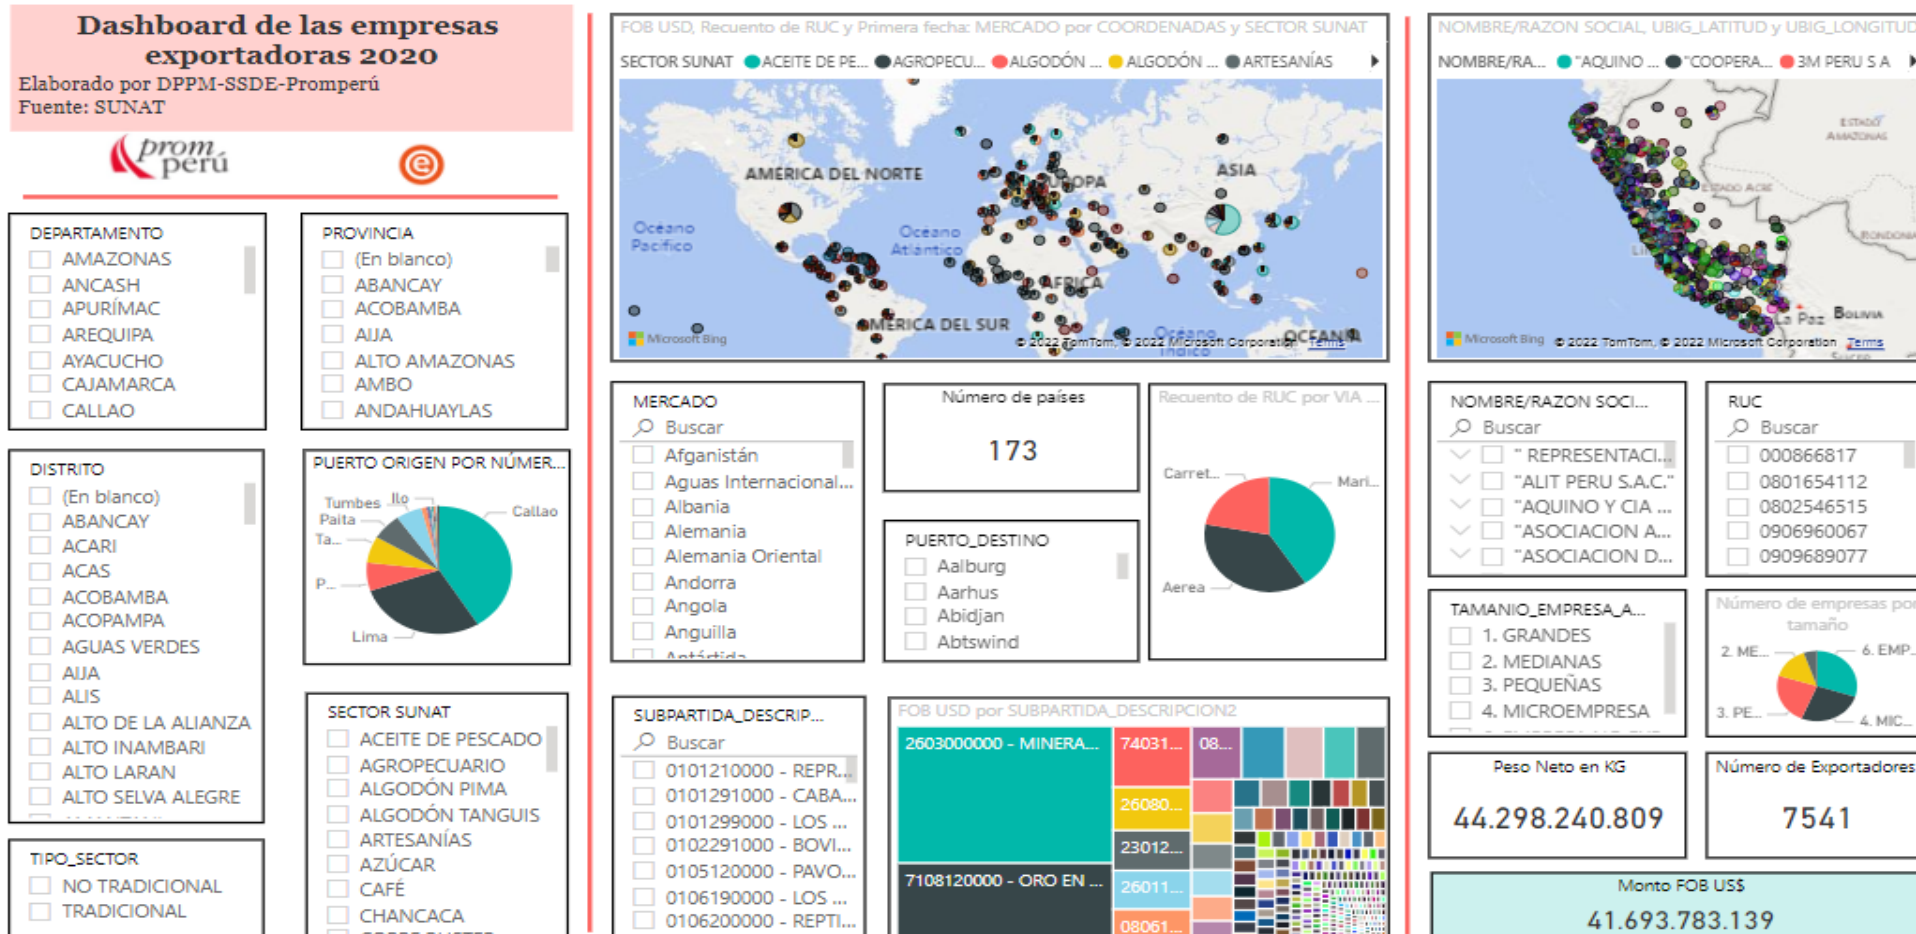 Dashboard de las empresas
exportadoras 2020
Elaborado por DPPM-SSDE-Promperú
Fuente: SUNAT
prom
perú
e
DEPARTAMENTO
AMAZONAS
ANCASH
APURÍMAC
AREQUIPA
AYACUCHO
CAJAMARCA
CALLAO
PROVINCIA
(En blanco)
ABANCAY
ACOBAMBA
AIJA
ALTO AMAZONAS
AMBO
ANDAHUAYLAS
DISTRITO
(En blanco)
ABANCAY
ACARI
ACAS
ACOBAMBA
ACOPAMPA
AGUAS VERDES
AIJA
ALIS
ALTO DE LA ALIANZA
ALTO INAMBARI
ALTO LARAN
ALTO SELVA ALEGRE
PUERTO ORIGEN POR NÚMER...
Tumbes
Ilo
Paita
Ta...
P...
Lima
Callao
TIPO_SECTOR
NO TRADICIONAL
TRADICIONAL
SECTOR SUNAT
ACEITE DE PESCADO
AGROPECUARIO
ALGODÓN PIMA
ALGODÓN TANGUIS
ARTESANÍAS
AZÚCAR
CAFÉ
CHANCACA
FOB USD, Recuento de RUC y Primera fecha: MERCADO por COORDENADAS y SECTOR SUNAT
SECTOR SUNAT ACEITE DE PE... AGROPECU... ALGODÓN ... ALGODÓN ... ARTESANÍAS
AMÉRICA DEL NORTE
EUROPA
ASIA
Océano
Pacífico
Océano
Atlántico
ÁFRICA
AMÉRICA DEL SUR
Océano
Índico
OCEANÍA
Microsoft Bing
© 2022 TomTom, © 2022 Microsoft Corporation Terms
MERCADO
Buscar
Afganistán
Aguas Internacional...
Albania
Alemania
Alemania Oriental
Andorra
Angola
Anguilla
Antártida
Número de países
173
PUERTO_DESTINO
Aalburg
Aarhus
Abidjan
Abtswind
Recuento de RUC por VIA ...
Carret...
Mari...
Aerea
SUBPARTIDA_DESCRIP...
Buscar
0101210000 - REPR...
0101291000 - CABA...
0101299000 - LOS ...
0102291000 - BOVI...
0105120000 - PAVO...
0106190000 - LOS ...
0106200000 - REPTI...
FOB USD por SUBPARTIDA_DESCRIPCION2
2603000000 - MINERA...
74031...
08...
26080...
23012...
7108120000 - ORO EN ...
26011...
08061...
NOMBRE/RAZON SOCIAL, UBIG_LATITUD y UBIG_LONGITUD
NOMBRE/RA... "AQUINO ... "COOPERA... 3M PERU S A
ESTADO
AMAZONAS
ESTADO ACRE
La Paz
BOLIVIA
Sucre
Microsoft Bing
© 2022 TomTom, © 2022 Microsoft Corporation Terms
NOMBRE/RAZON SOCI...
Buscar
" REPRESENTACI...
"ALIT PERU S.A.C."
"AQUINO Y CIA ...
"ASOCIACION A...
"ASOCIACION D...
RUC
Buscar
000866817
0801654112
0802546515
0906960067
0909689077
TAMANIO_EMPRESA_A...
1. GRANDES
2. MEDIANAS
3. PEQUEÑAS
4. MICROEMPRESA
Número de empresas por
tamaño
2. ME...
6. EMP...
3. PE...
4. MIC...
Peso Neto en KG
44.298.240.809
Número de Exportadores
7541
Monto FOB US$
41.693.783.139